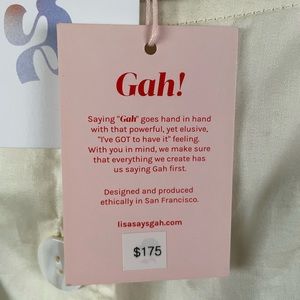 Gah!
Saying "Gah" goes hand in hand
with that powerful, yet elusive,
"I've GOT to have it" feeling.
With you in mind, we make sure
that everything we create has
us saying Gah first.
Designed and produced
ethically in San Francisco.
lisasaysgah.com
$175